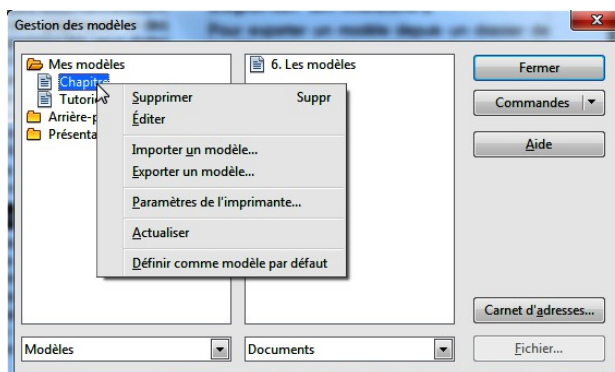 Gestion des modèles
Mes modèles
Chapitre
Arrière-p
Présenta
6. Les modèles
Supprimer Suppr
Éditer
Importer un modèle...
Exporter un modèle...
Paramètres de l'imprimante...
Actualiser
Définir comme modèle par défaut
Fermer
Commandes
Aide
Carnet d'adresses...
Modèles
Documents
Fichier...